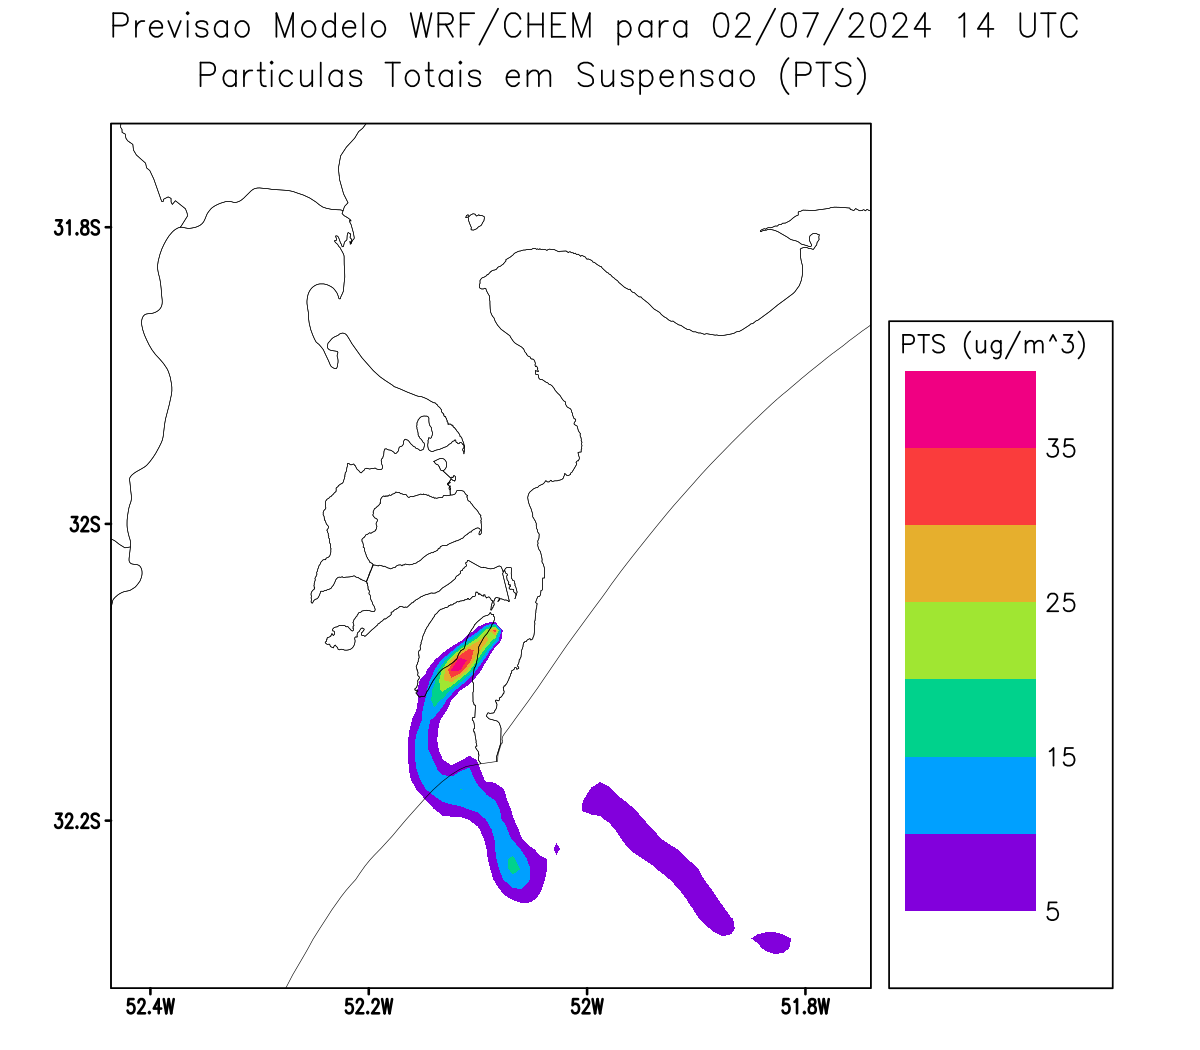 Previsao Modelo WRF/CHEM para 02/07/2024 14 UTC
Particulas Totais em Suspensao (PTS)
31.8S
32S
32.2S
52.4W
52.2W
52W
51.8W
PTS (ug/m^3)
35
25
15
5